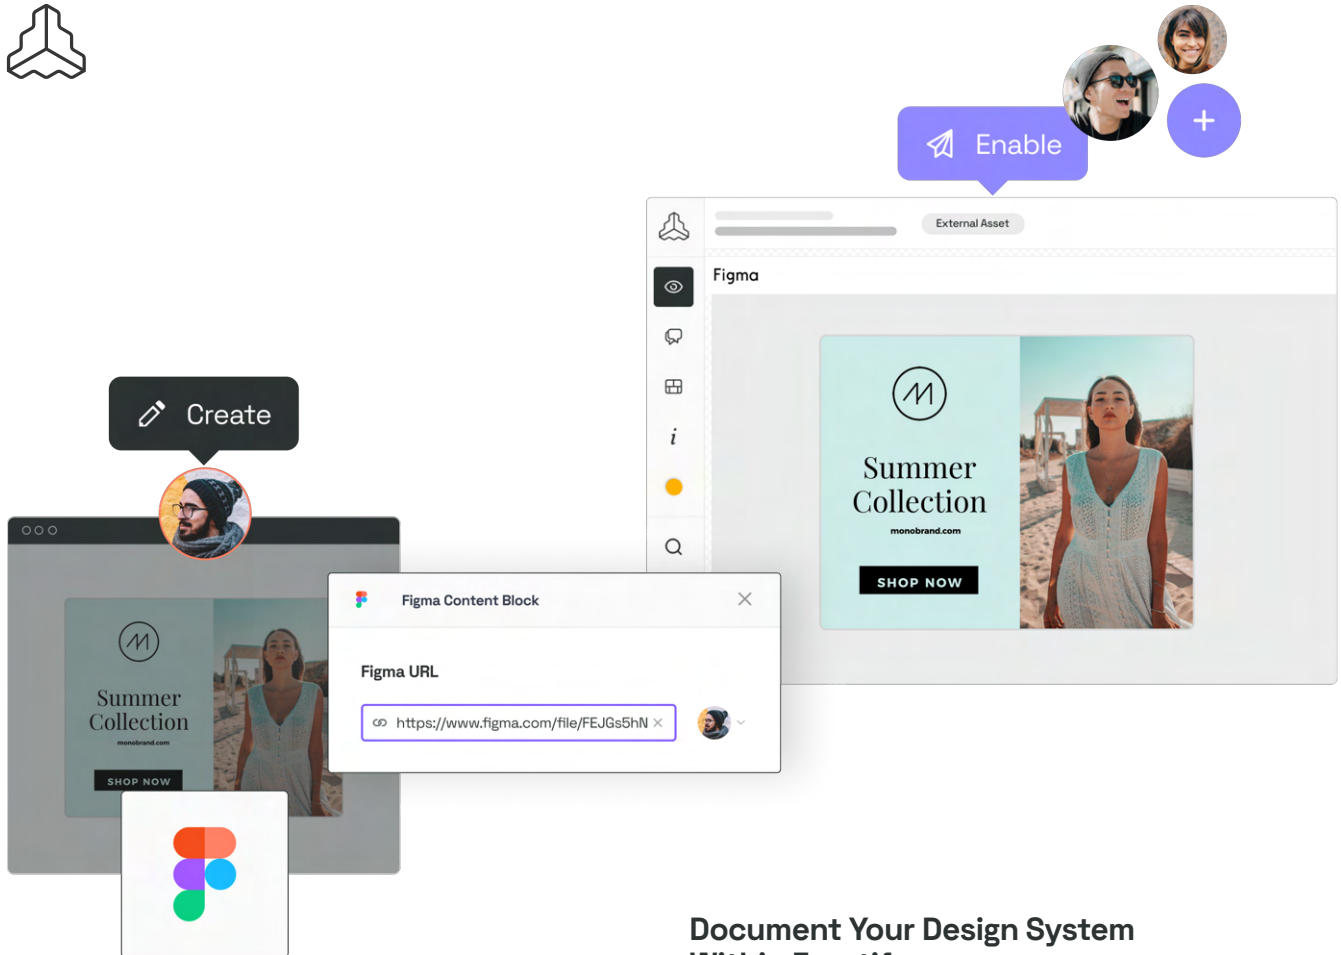 Enable
External Asset
Figma
Summer
Collection
monobrand.com
SHOP NOW
Create
Summer
Collection
monobrand.com
SHOP NOW
Figma Content Block
Figma URL
https://www.figma.com/file/FEJGs5hN
Document Your Design System